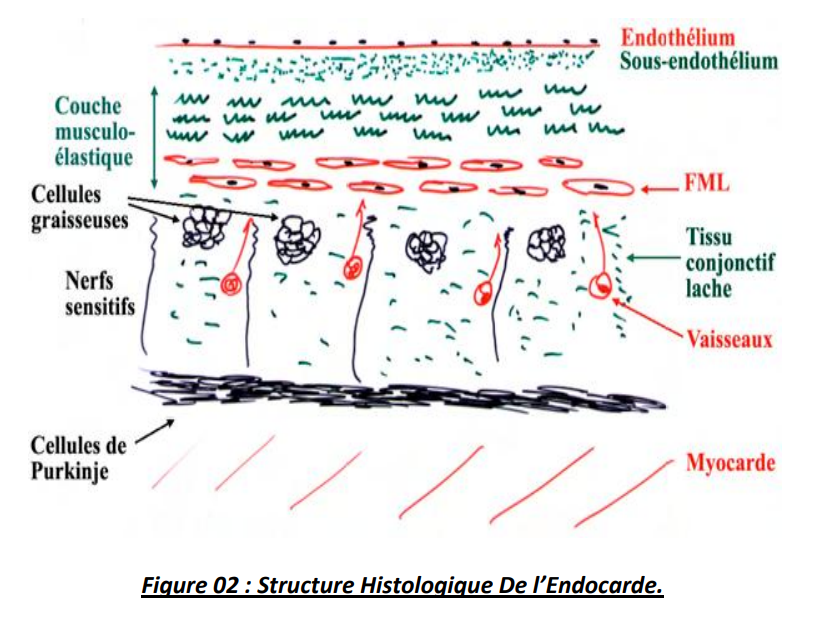 Endothélium
Sous-endothélium
Couche
musculo-
élastique
Cellules
graisseuses
FML
Nerfs
sensitifs
Tissu
conjonctif
lache
Vaisseaux
Cellules de
Purkinje
Myocarde
Figure 02 : Structure Histologique De l’Endocarde.